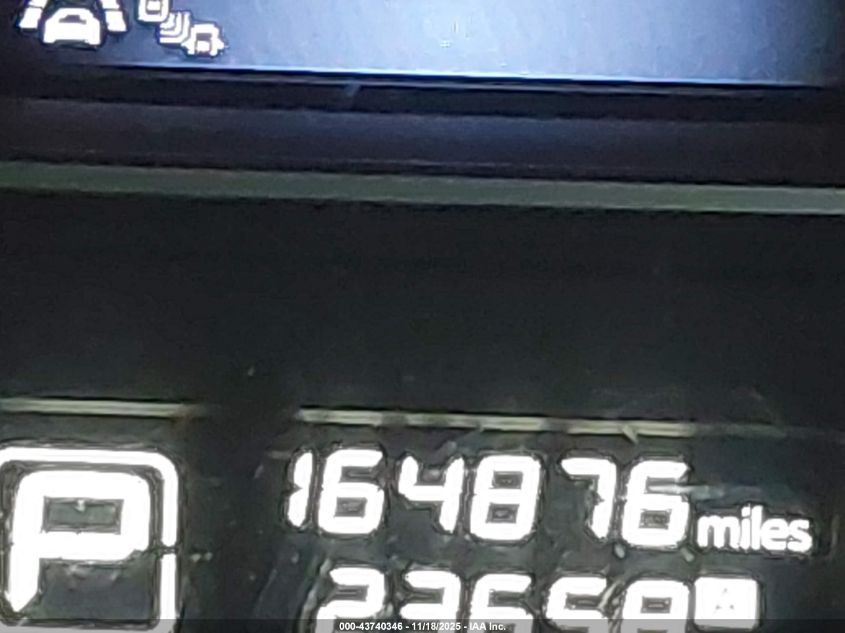 P
164876 miles
A
000-43740346 - 11/18/2025 - IAA Inc.